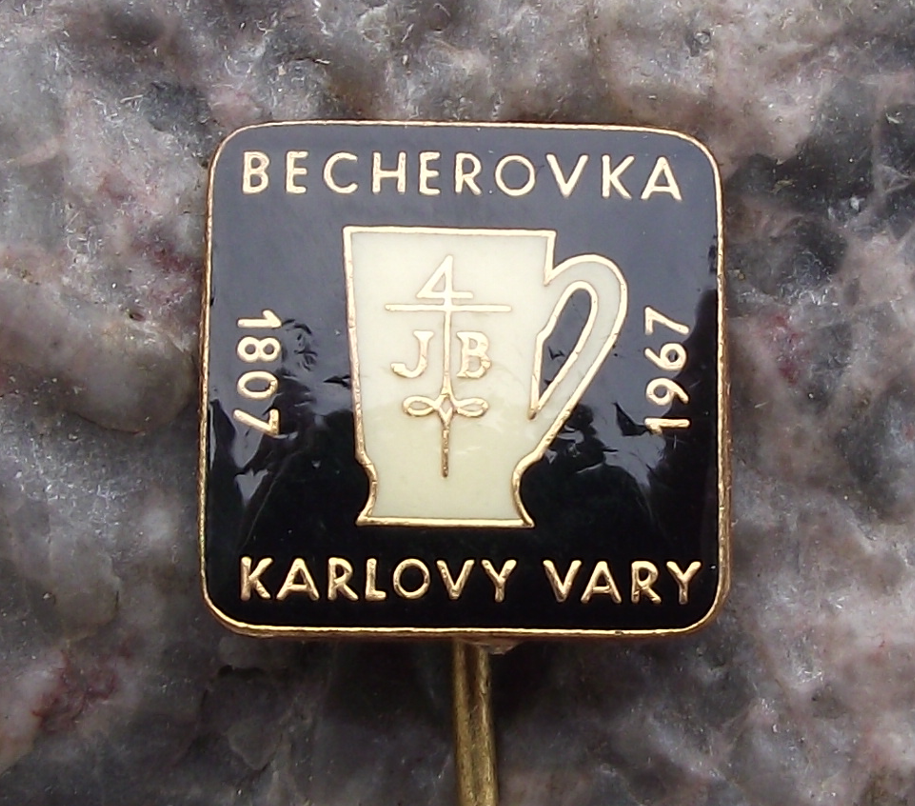 BECHEROVKA
1807
4
J B
1967
KARLOVY VARY